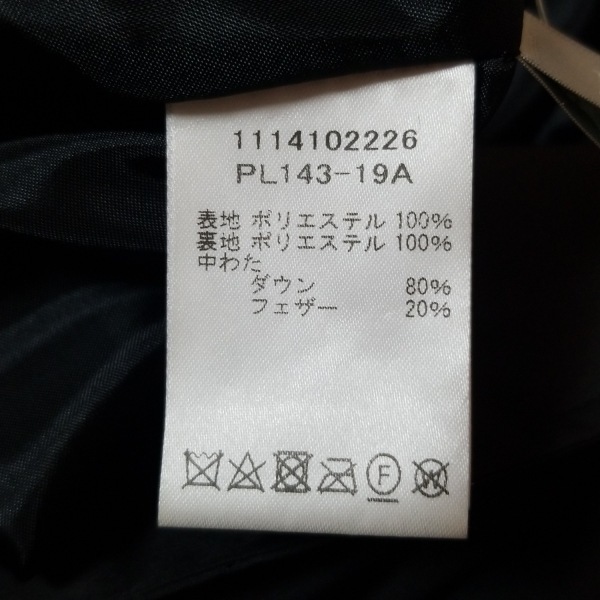 1114102226
PL143-19A
表地 ポリエステル 100%
裏地 ポリエステル 100%
中わた
ダウン 80%
フェザー 20%
F
W